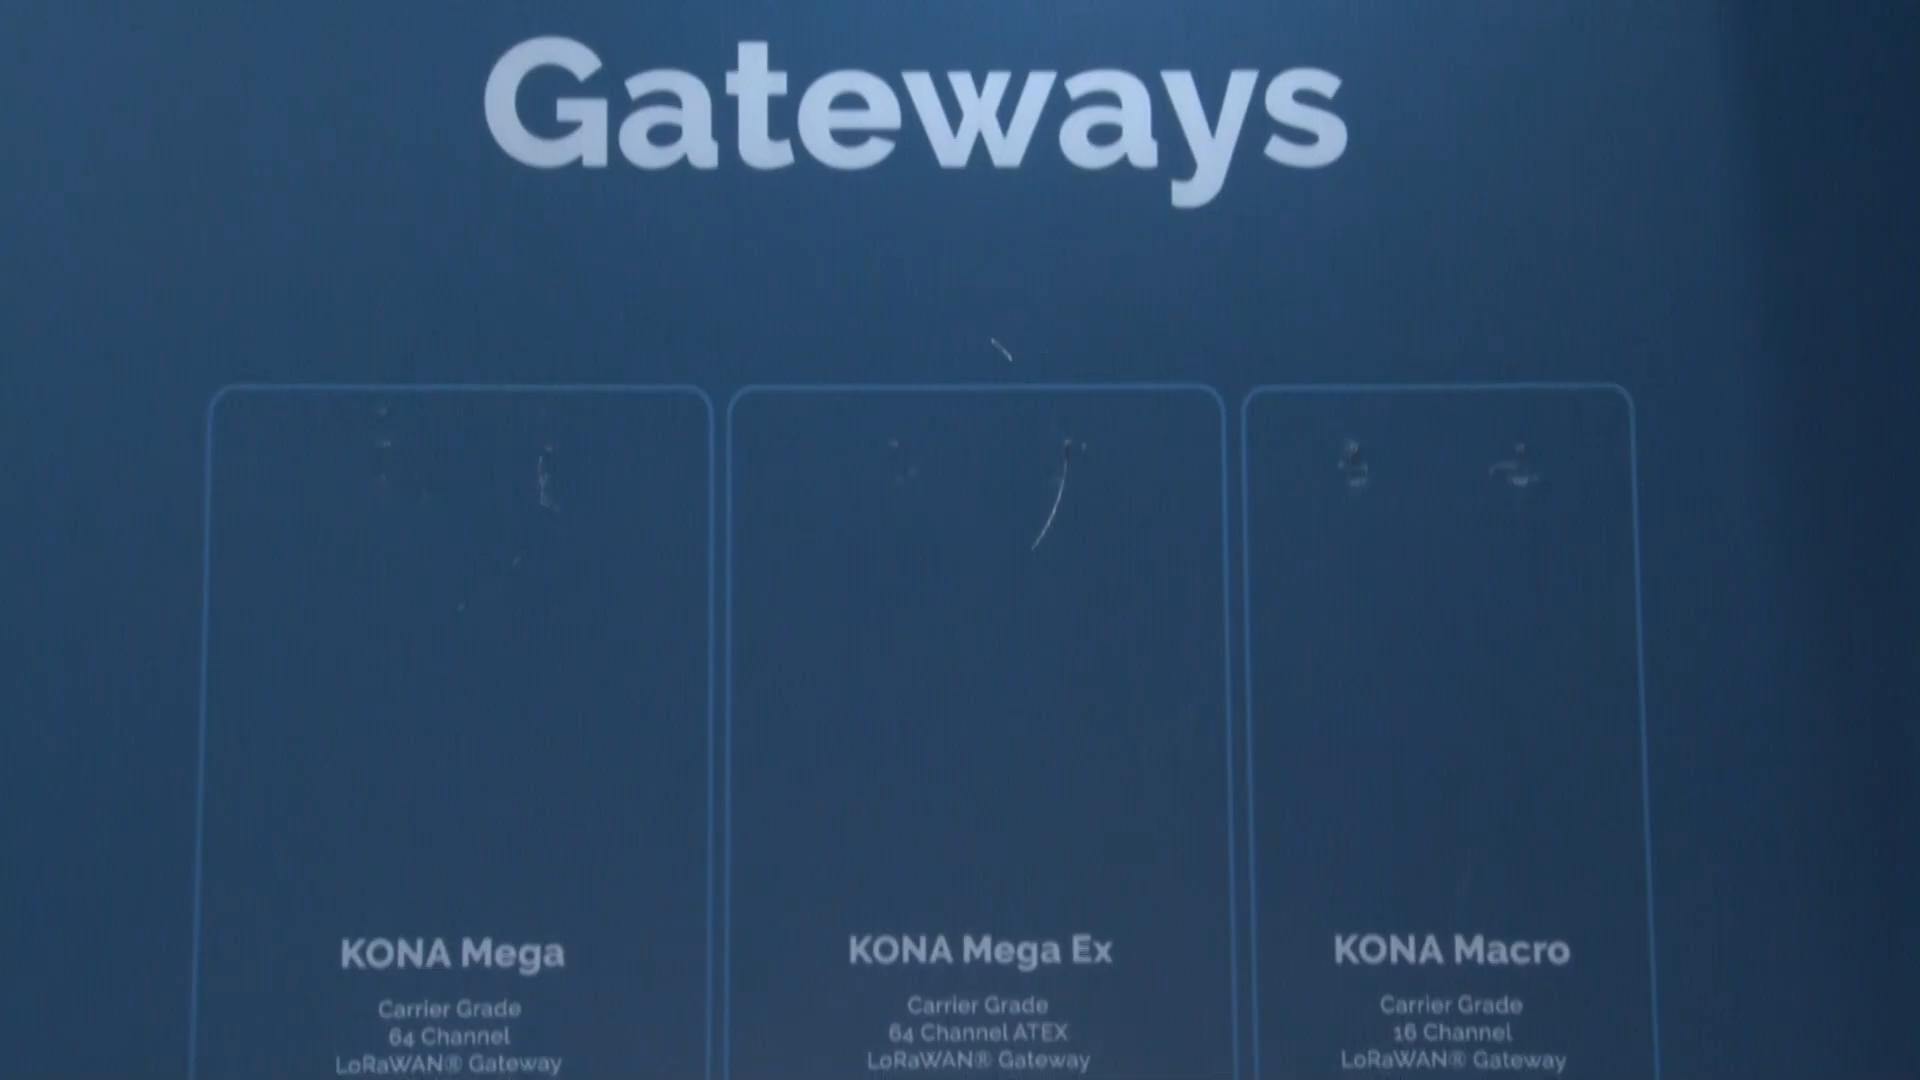 Gateways
KONA Mega
Carrier Grade
64 Channel
LoRaWAN® Gateway
KONA Mega Ex
Carrier Grade
64 Channel ATEX
LoRaWAN® Gateway
KONA Macro
Carrier Grade
16 Channel
LoRaWAN® Gateway